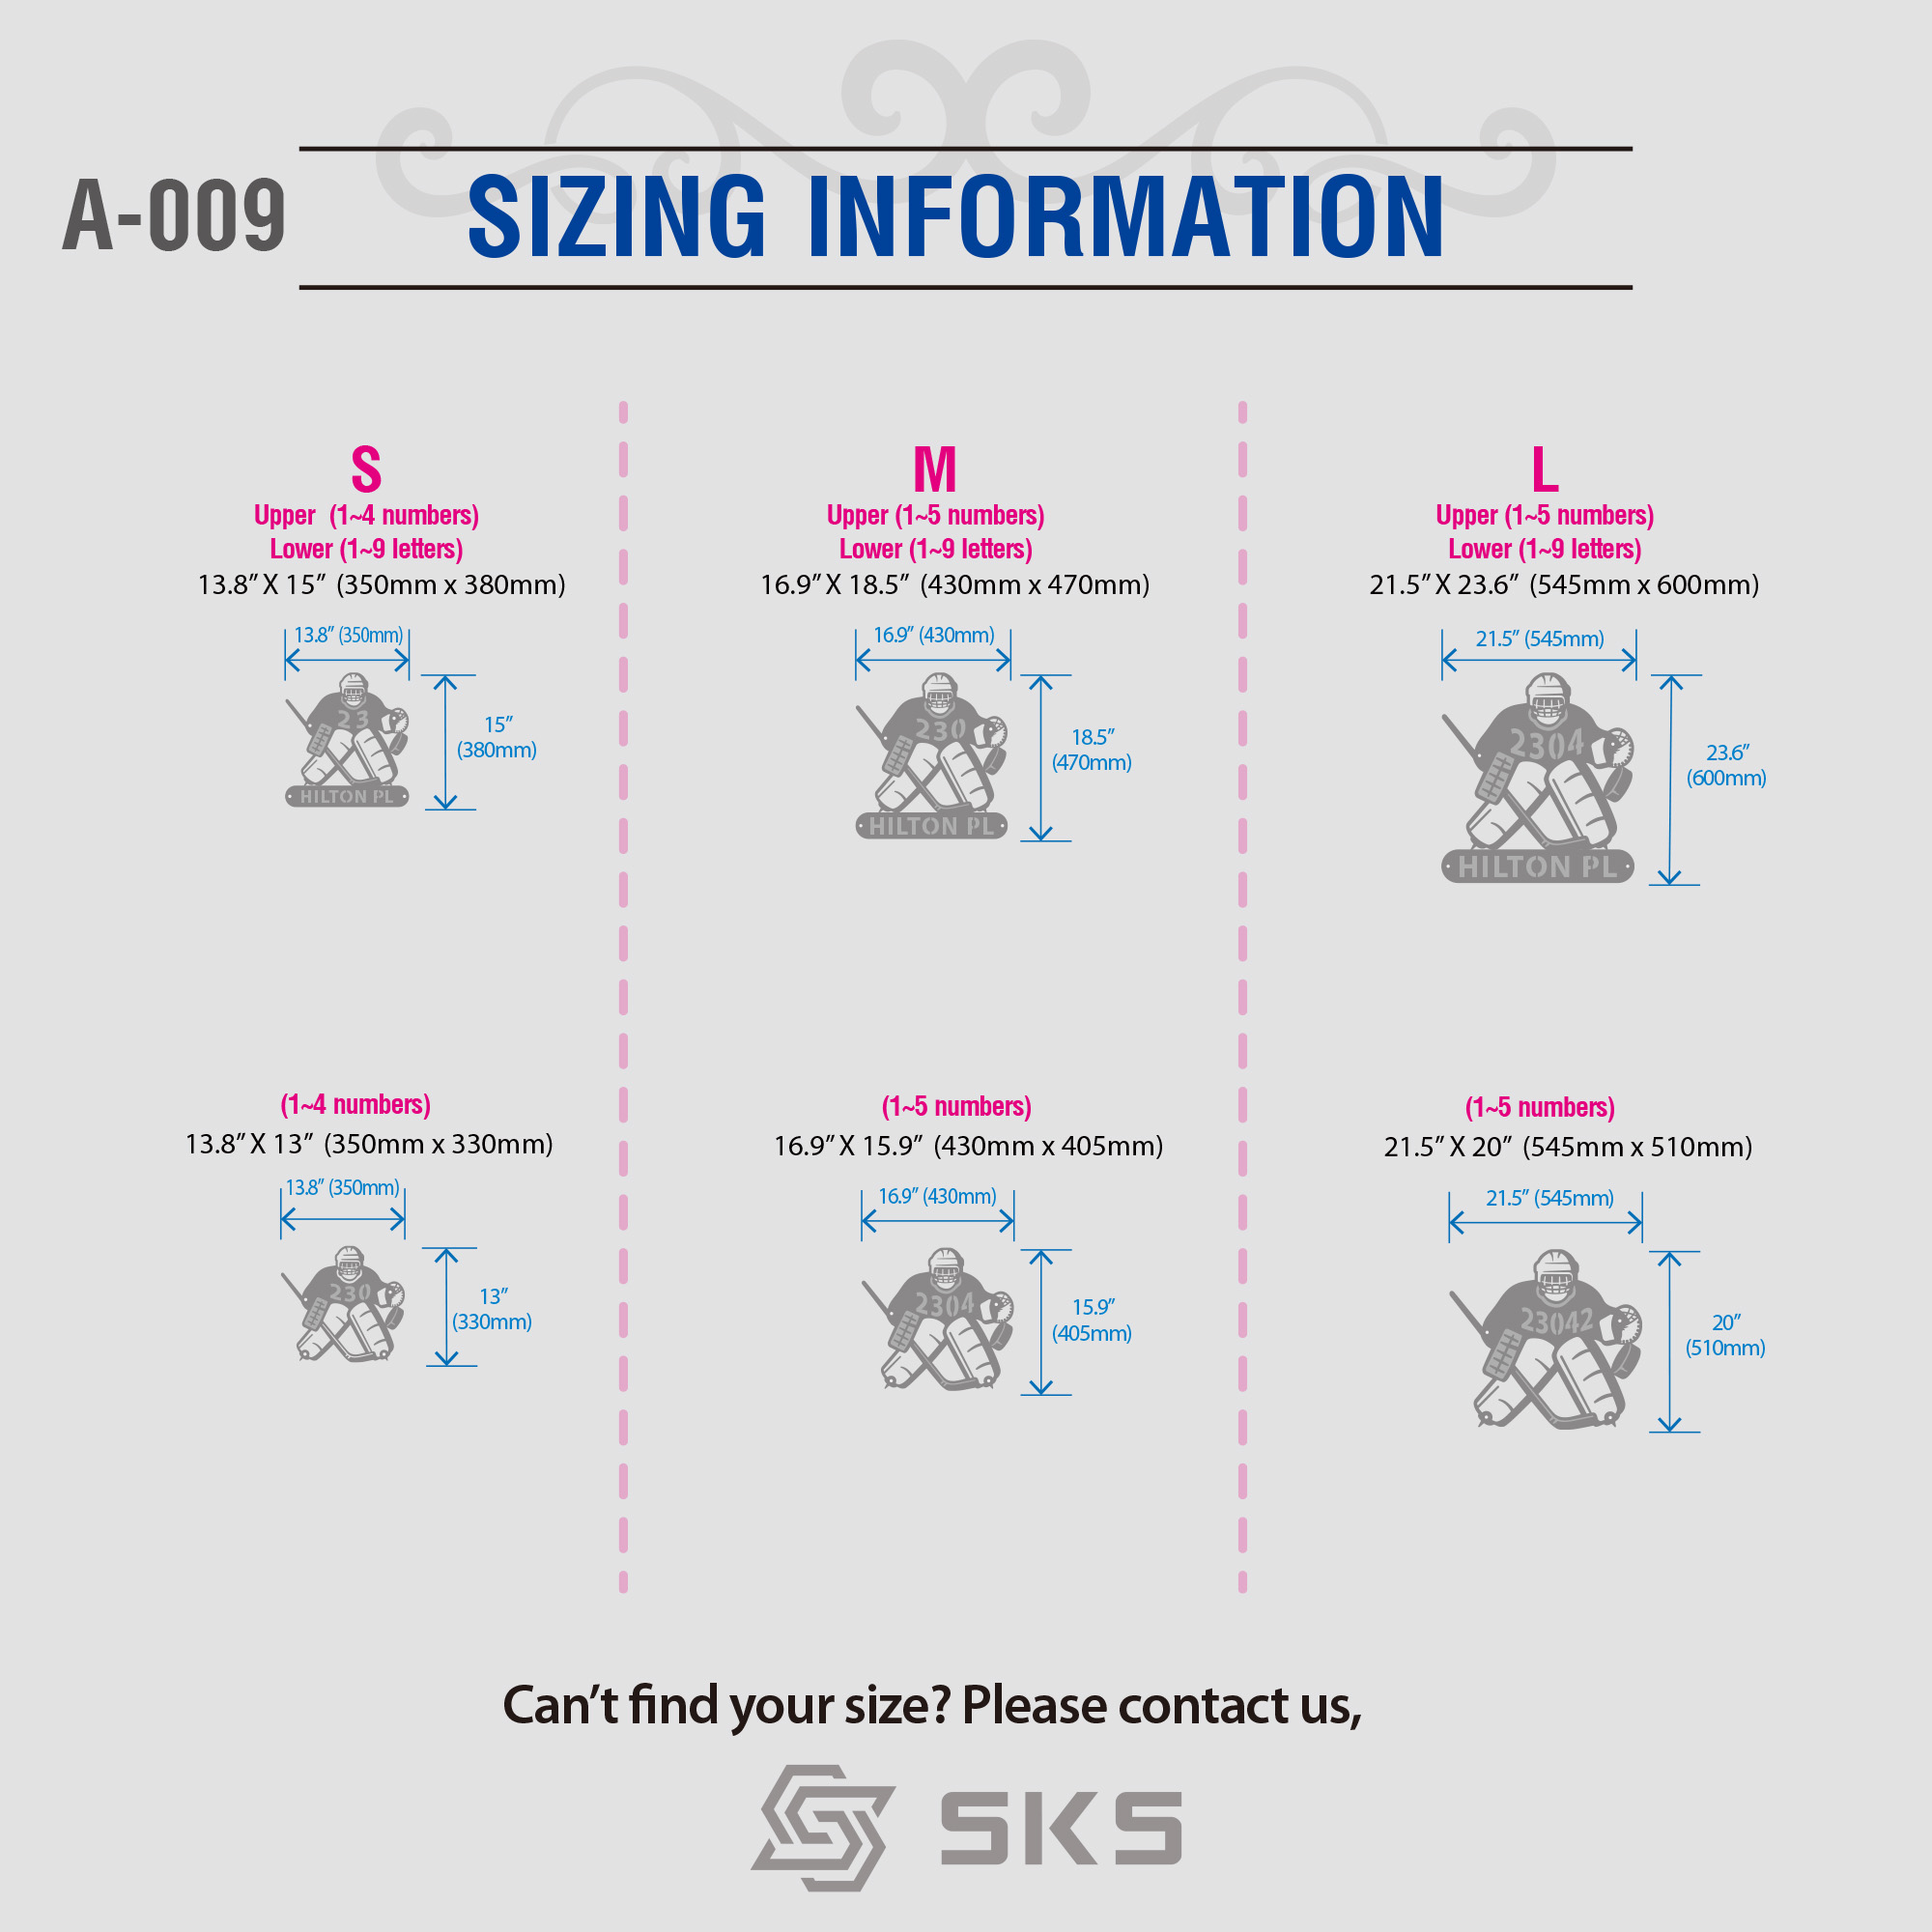 A-009
SIZING INFORMATION
S
Upper (1~4 numbers)
Lower (1~9 letters)
13.8” X 15” (350mm x 380mm)
13.8” (350mm)
15”
(380mm)
23
HILTON PL
M
Upper (1~5 numbers)
Lower (1~9 letters)
16.9” X 18.5” (430mm x 470mm)
16.9” (430mm)
18.5”
(470mm)
230
HILTON PL
L
Upper (1~5 numbers)
Lower (1~9 letters)
21.5” X 23.6” (545mm x 600mm)
21.5” (545mm)
23.6”
(600mm)
2304
HILTON PL
(1~4 numbers)
13.8” X 13” (350mm x 330mm)
13.8” (350mm)
13”
(330mm)
230
(1~5 numbers)
16.9” X 15.9” (430mm x 405mm)
16.9” (430mm)
15.9”
(405mm)
2304
(1~5 numbers)
21.5” X 20” (545mm x 510mm)
21.5” (545mm)
20”
(510mm)
23042
Can’t find your size? Please contact us,
SKS